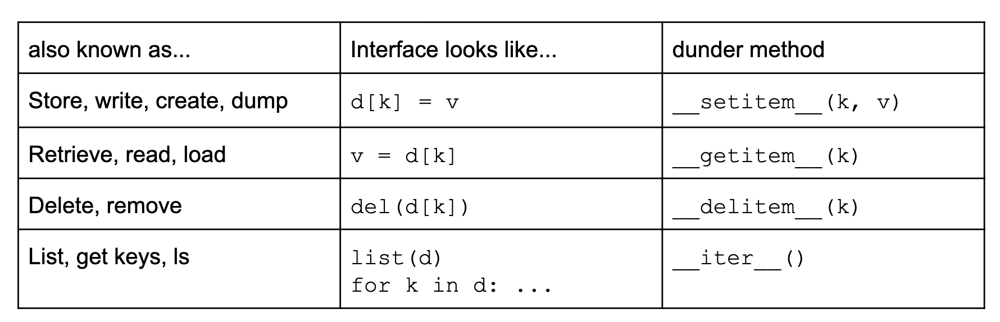 also known as... Interface looks like... dunder method
Store, write, create, dump d[k] = v __setitem__(k, v)
Retrieve, read, load v = d[k] __getitem__(k)
Delete, remove del(d[k]) __delitem__(k)
List, get keys, ls list(d) __iter__()
for k in d: ...